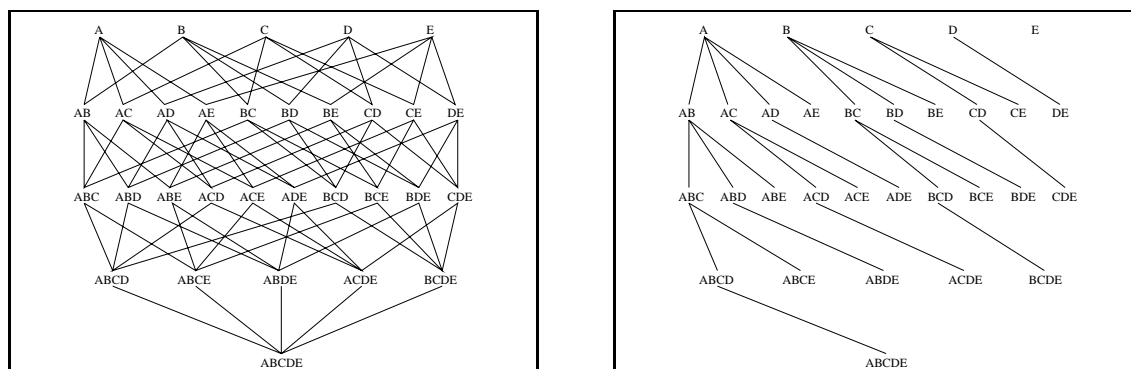 A B C D E
AB AC AD AE BC BD BE CD CE DE
ABC ABD ABE ACD ACE ADE BCD BCE BDE CDE
ABCD ABCE ABDE ACDE BCDE
ABCDE
A B C D E
AB AC AD AE BC BD BE CD CE DE
ABC ABD ABE ACD ACE ADE BCD BCE BDE CDE
ABCD ABCE ABDE ACDE BCDE
ABCDE